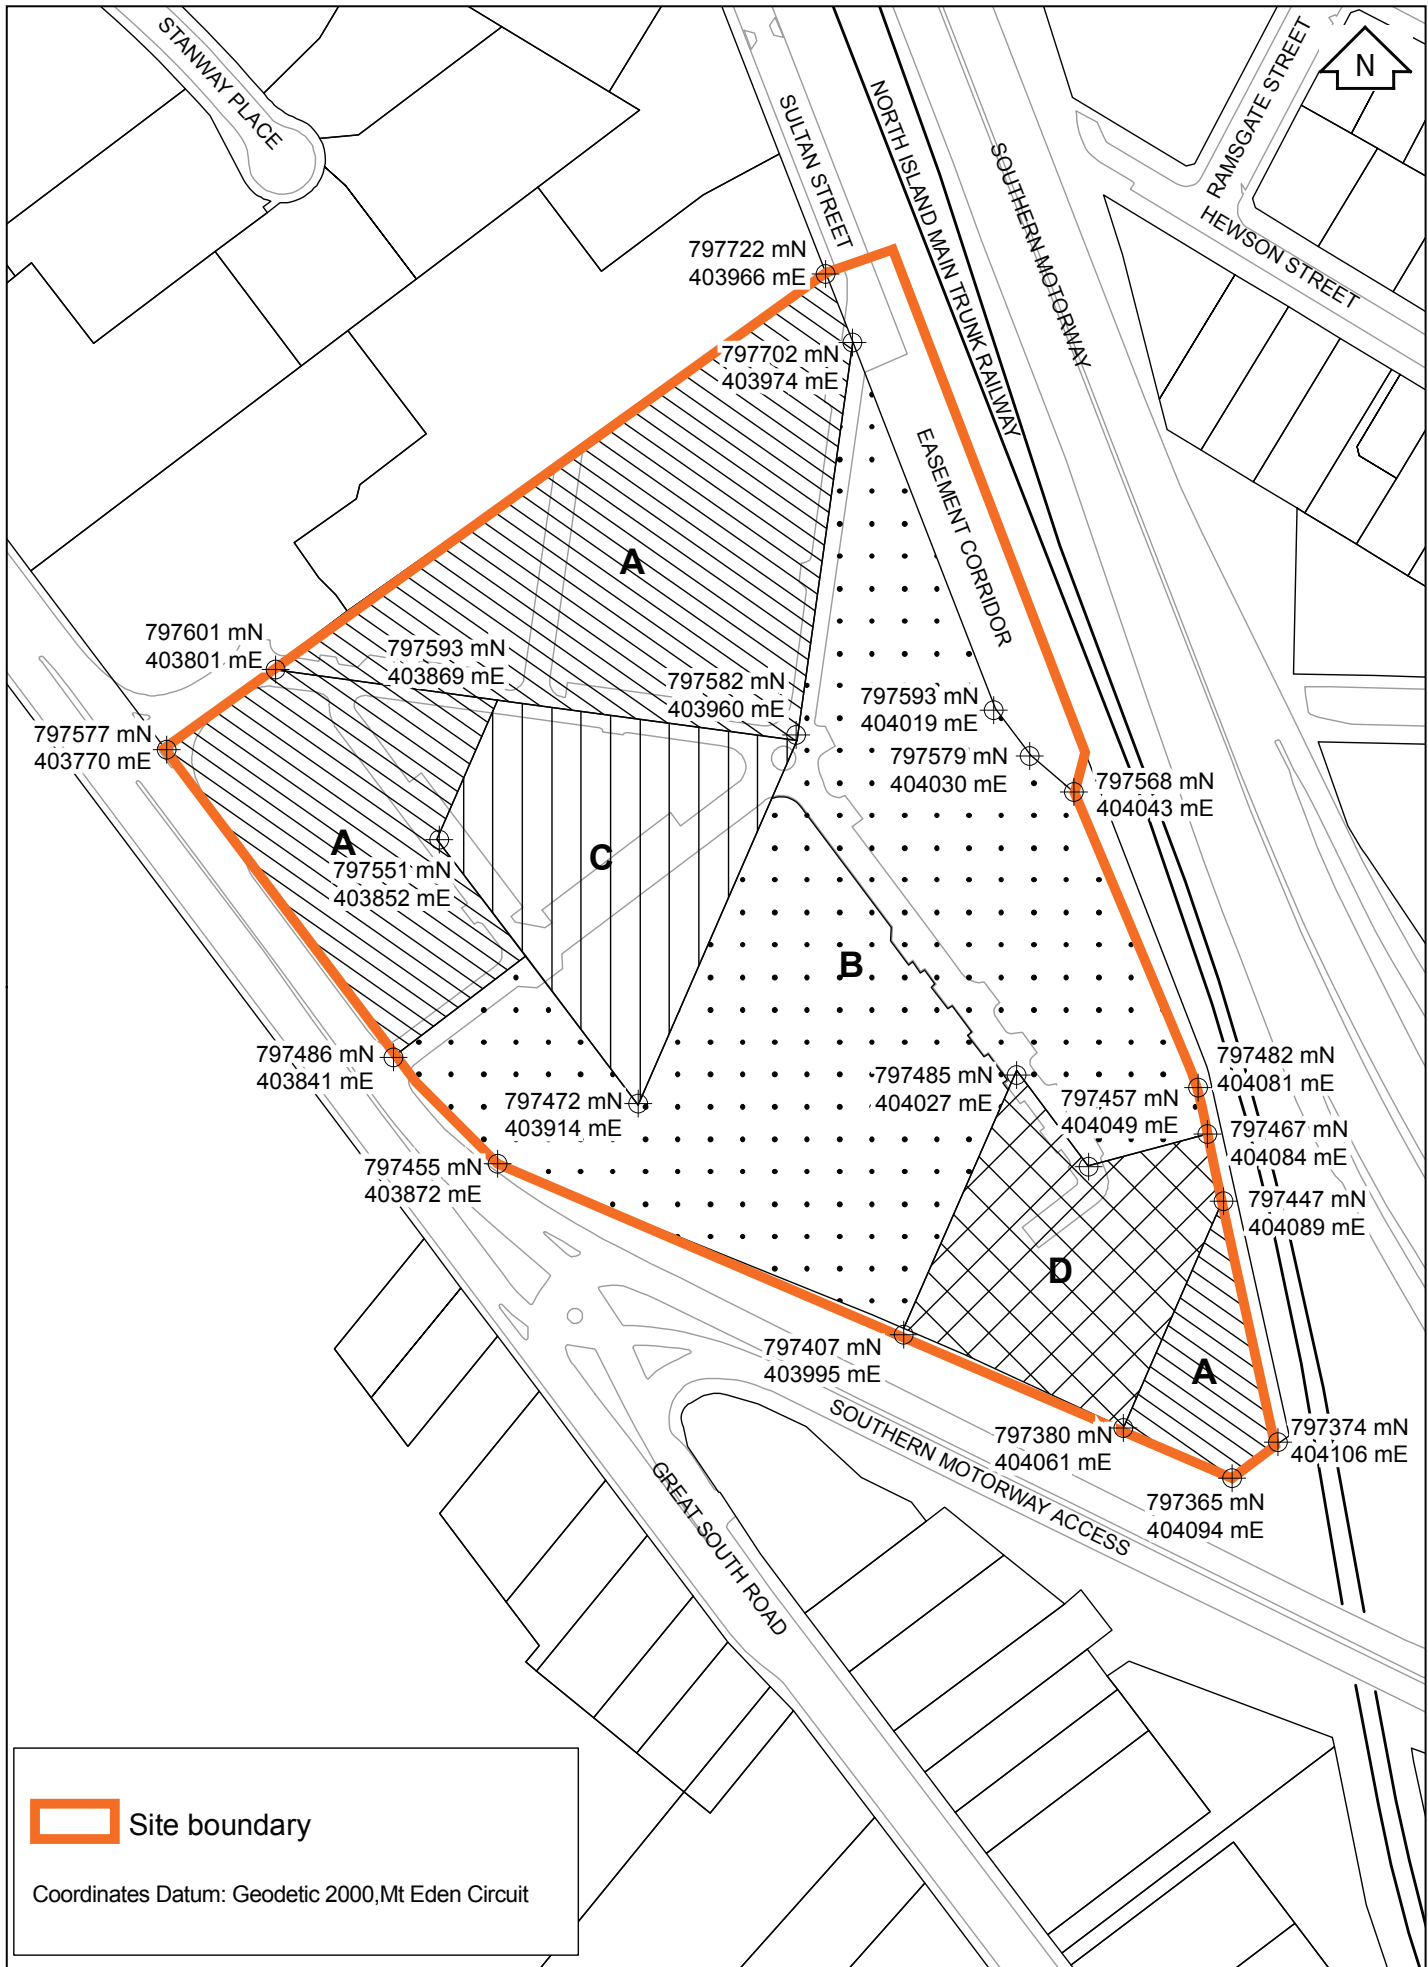 STANWAY PLACE
SULTAN STREET
NORTH ISLAND MAIN TRUNK RAILWAY
SOUTHERN MOTORWAY
RAMSGATE STREET
N
HEWSON STREET
797722 mN
403966 mE
797702 mN
403974 mE
EASEMENT CORRIDOR
A
797601 mN
403801 mE
797593 mN
403869 mE
797582 mN
403960 mE
797593 mN
404019 mE
797577 mN
403770 mE
797579 mN
404030 mE
797568 mN
404043 mE
A
797551 mN
403852 mE
C
B
797486 mN
403841 mE
797485 mN
404027 mE
797482 mN
404081 mE
797457 mN
404049 mE
797472 mN
403914 mE
797467 mN
404084 mE
797455 mN
403872 mE
797447 mN
404089 mE
D
797407 mN
403995 mE
A
797380 mN
404061 mE
797374 mN
404106 mE
797365 mN
404094 mE
SOUTHERN MOTORWAY ACCESS
GREAT SOUTH ROAD
Site boundary
Coordinates Datum: Geodetic 2000,Mt Eden Circuit